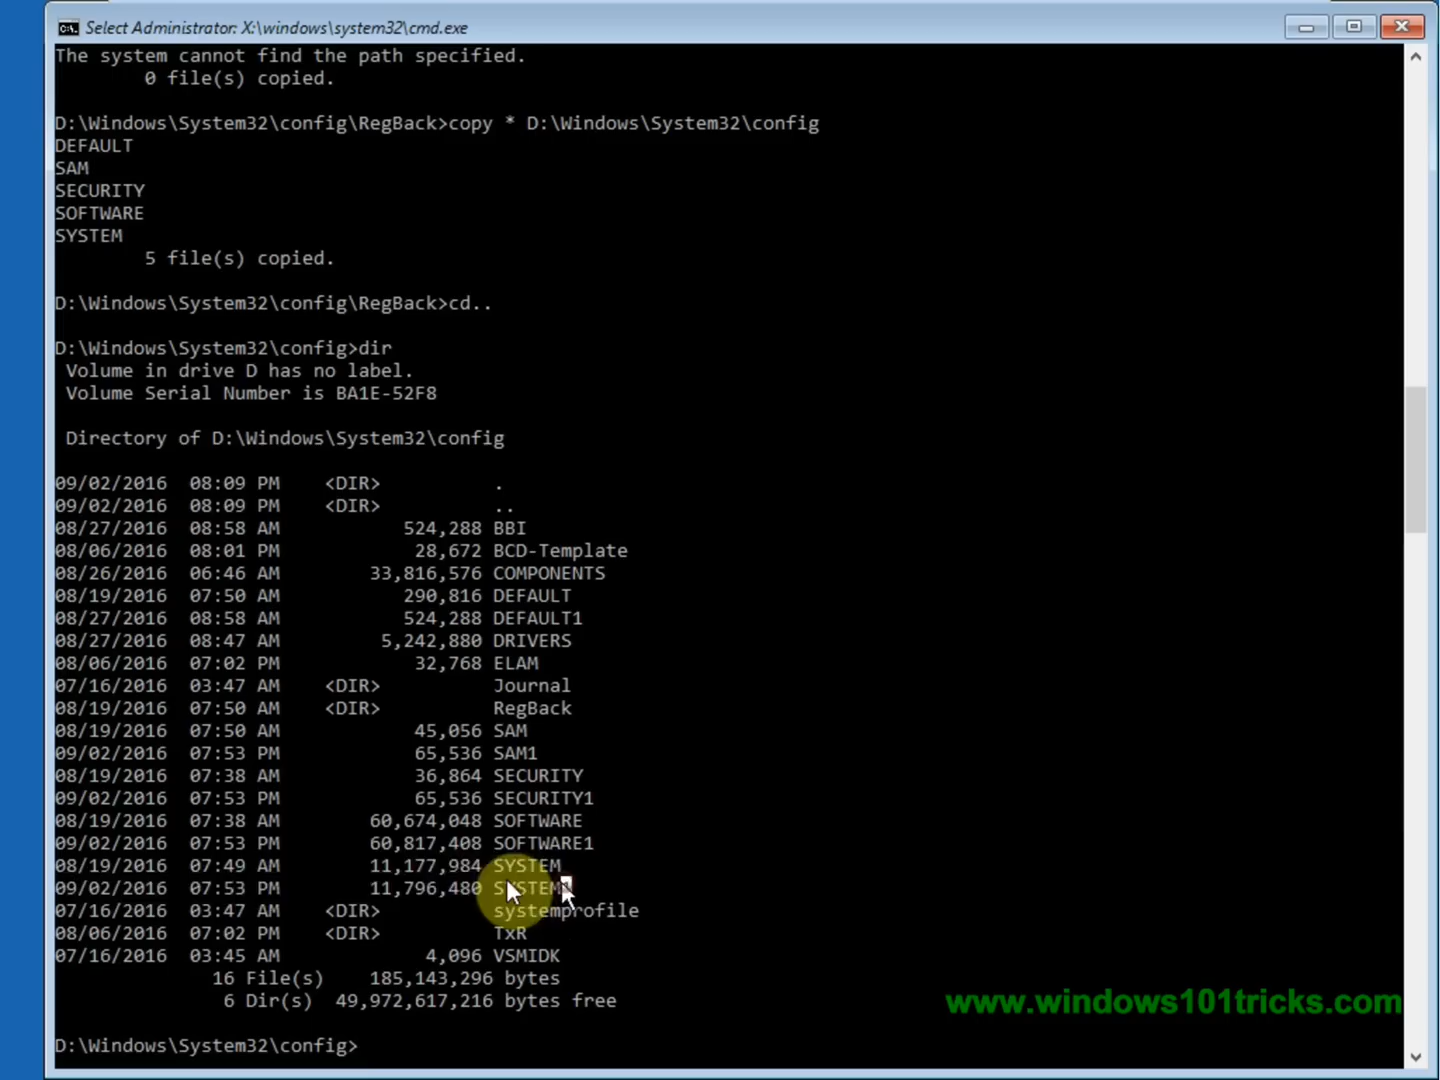 Select Administrator: X:\windows\system32\cmd.exe
The system cannot find the path specified.
        0 file(s) copied.
D:\Windows\System32\config\RegBack>copy * D:\Windows\System32\config
DEFAULT
SAM
SECURITY
SOFTWARE
SYSTEM
        5 file(s) copied.
D:\Windows\System32\config\RegBack>cd..
D:\Windows\System32\config>dir
 Volume in drive D has no label.
 Volume Serial Number is BA1E-52F8
 Directory of D:\Windows\System32\config
09/02/2016  08:09 PM    <DIR>          .
09/02/2016  08:09 PM    <DIR>          ..
08/27/2016  08:58 AM           524,288 BBI
08/06/2016  08:01 PM            28,672 BCD-Template
08/26/2016  06:46 AM        33,816,576 COMPONENTS
08/19/2016  07:50 AM           290,816 DEFAULT
08/27/2016  08:58 AM           524,288 DEFAULT1
08/27/2016  08:47 AM         5,242,880 DRIVERS
08/06/2016  07:02 PM            32,768 ELAM
07/16/2016  03:47 AM    <DIR>          Journal
08/19/2016  07:50 AM    <DIR>          RegBack
08/19/2016  07:50 AM            45,056 SAM
09/02/2016  07:53 PM            65,536 SAM1
08/19/2016  07:38 AM            36,864 SECURITY
09/02/2016  07:53 PM            65,536 SECURITY1
08/19/2016  07:38 AM        60,674,048 SOFTWARE
09/02/2016  07:53 PM        60,817,408 SOFTWARE1
08/19/2016  07:49 AM        11,177,984 SYSTEM
09/02/2016  07:53 PM        11,796,480 SYSTEM1
07/16/2016  03:47 AM    <DIR>          systemprofile
08/06/2016  07:02 PM    <DIR>          TxR
07/16/2016  03:45 AM             4,096 VSMIDK
              16 File(s)    185,143,296 bytes
               6 Dir(s)  49,972,617,216 bytes free
www.windows101tricks.com
D:\Windows\System32\config>